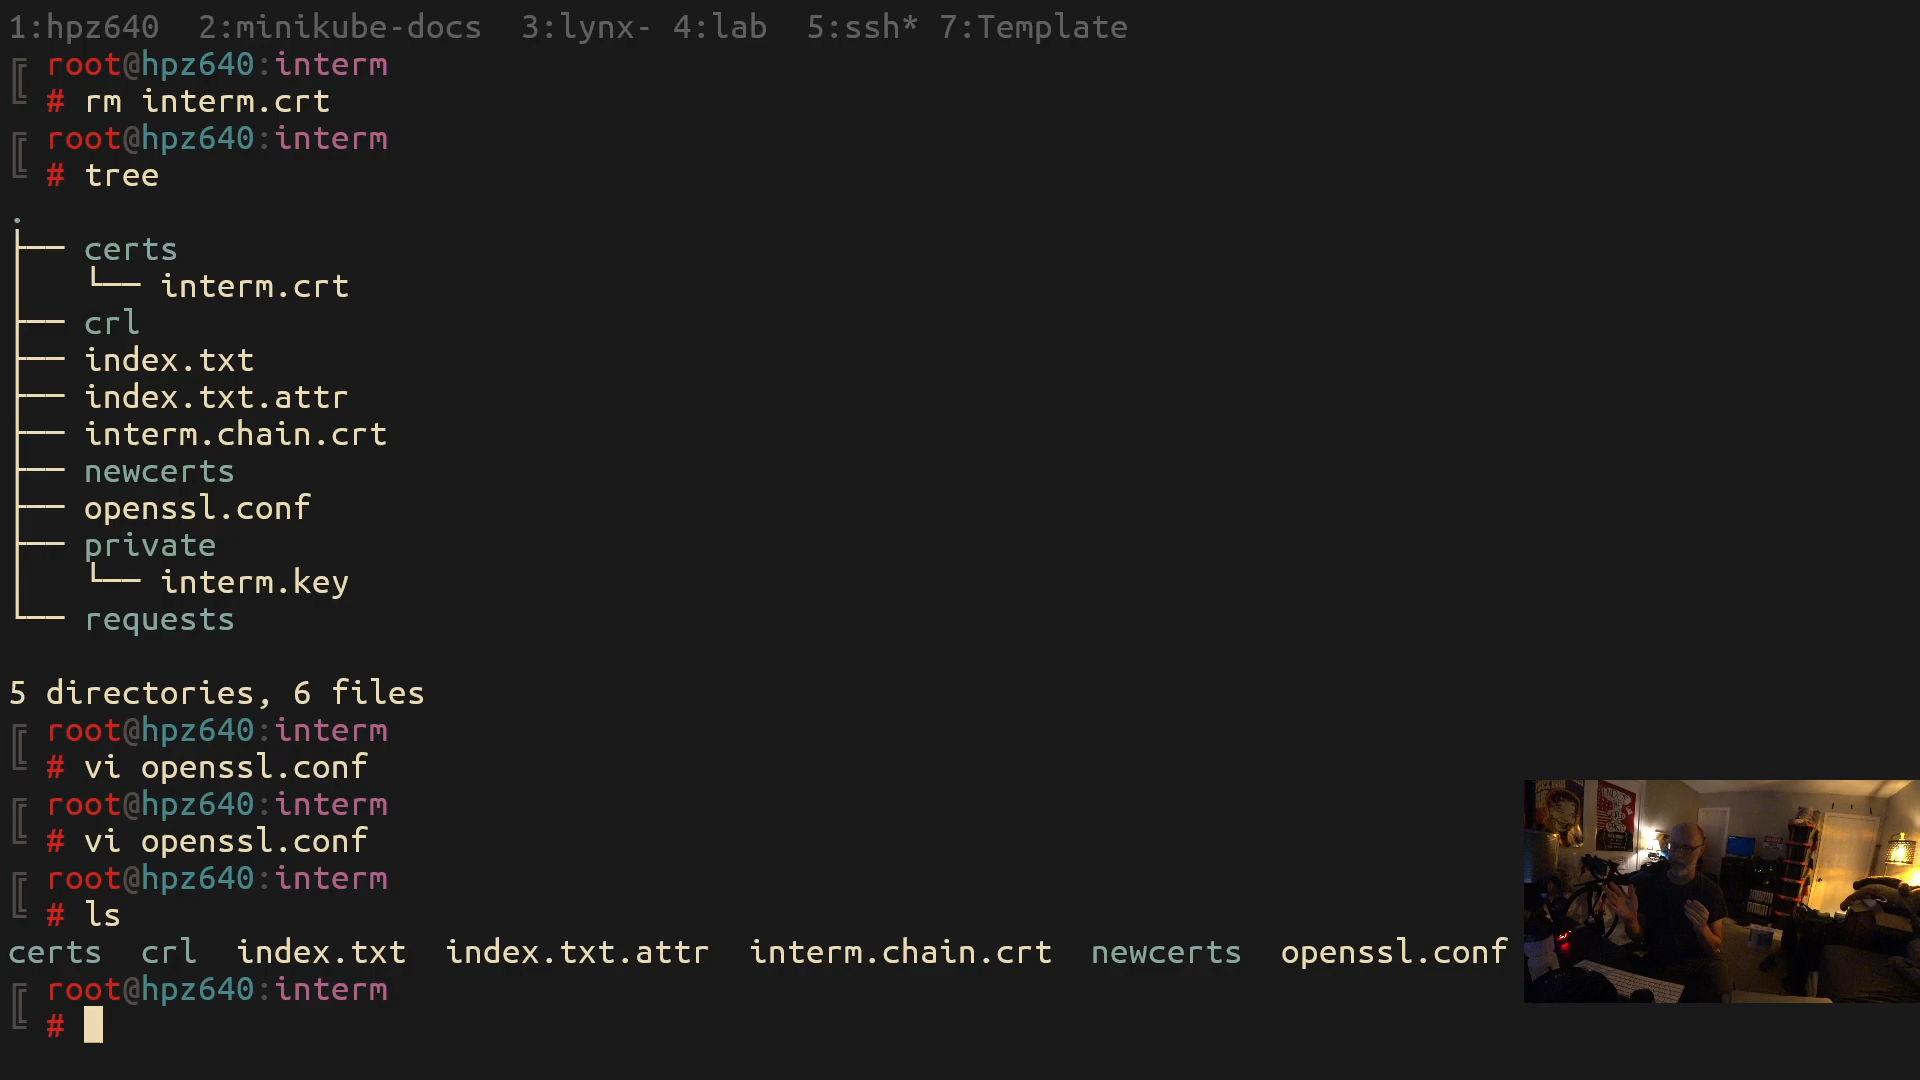 1:hpz640  2:minikube-docs  3:lynx- 4:lab  5:ssh* 7:Template
╔ root@hpz640:interm
╚ # rm interm.crt
╔ root@hpz640:interm
╚ # tree
.
├── certs
│   └── interm.crt
├── crl
├── index.txt
├── index.txt.attr
├── interm.chain.crt
├── newcerts
├── openssl.conf
├── private
│   └── interm.key
└── requests
5 directories, 6 files
╔ root@hpz640:interm
╚ # vi openssl.conf
╔ root@hpz640:interm
╚ # vi openssl.conf
╔ root@hpz640:interm
╚ # ls
certs  crl  index.txt  index.txt.attr  interm.chain.crt  newcerts  openssl.conf
╔ root@hpz640:interm
╚ #